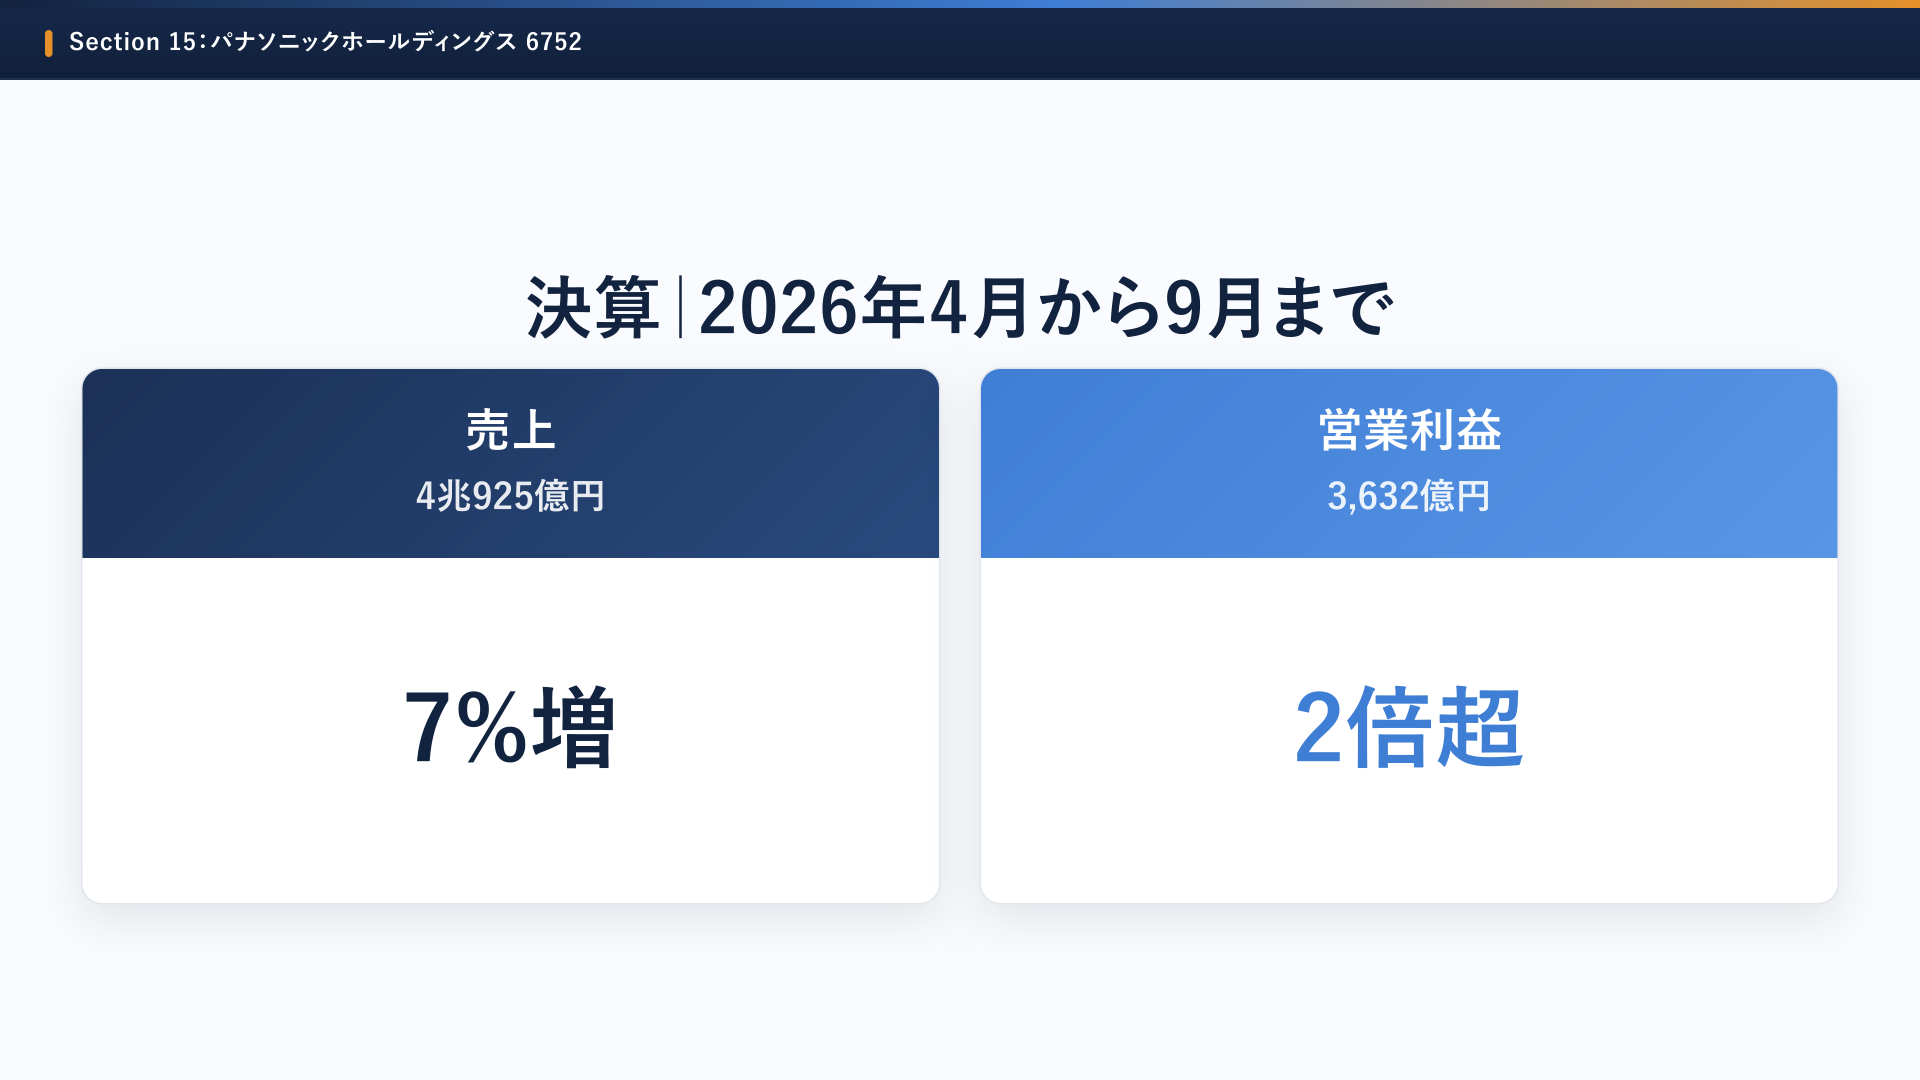 Section 15：パナソニックホールディングス 6752
決算｜2026年4月から9月まで
売上
4兆925億円
7%増
営業利益
3,632億円
2倍超